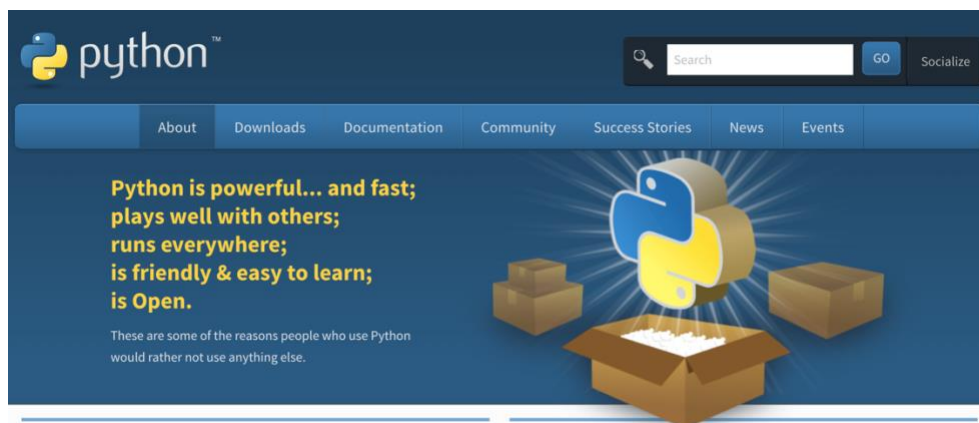 python™
Search
GO
Socialize
About
Downloads
Documentation
Community
Success Stories
News
Events
Python is powerful... and fast;
plays well with others;
runs everywhere;
is friendly & easy to learn;
is Open.
These are some of the reasons people who use Python
would rather not use anything else.